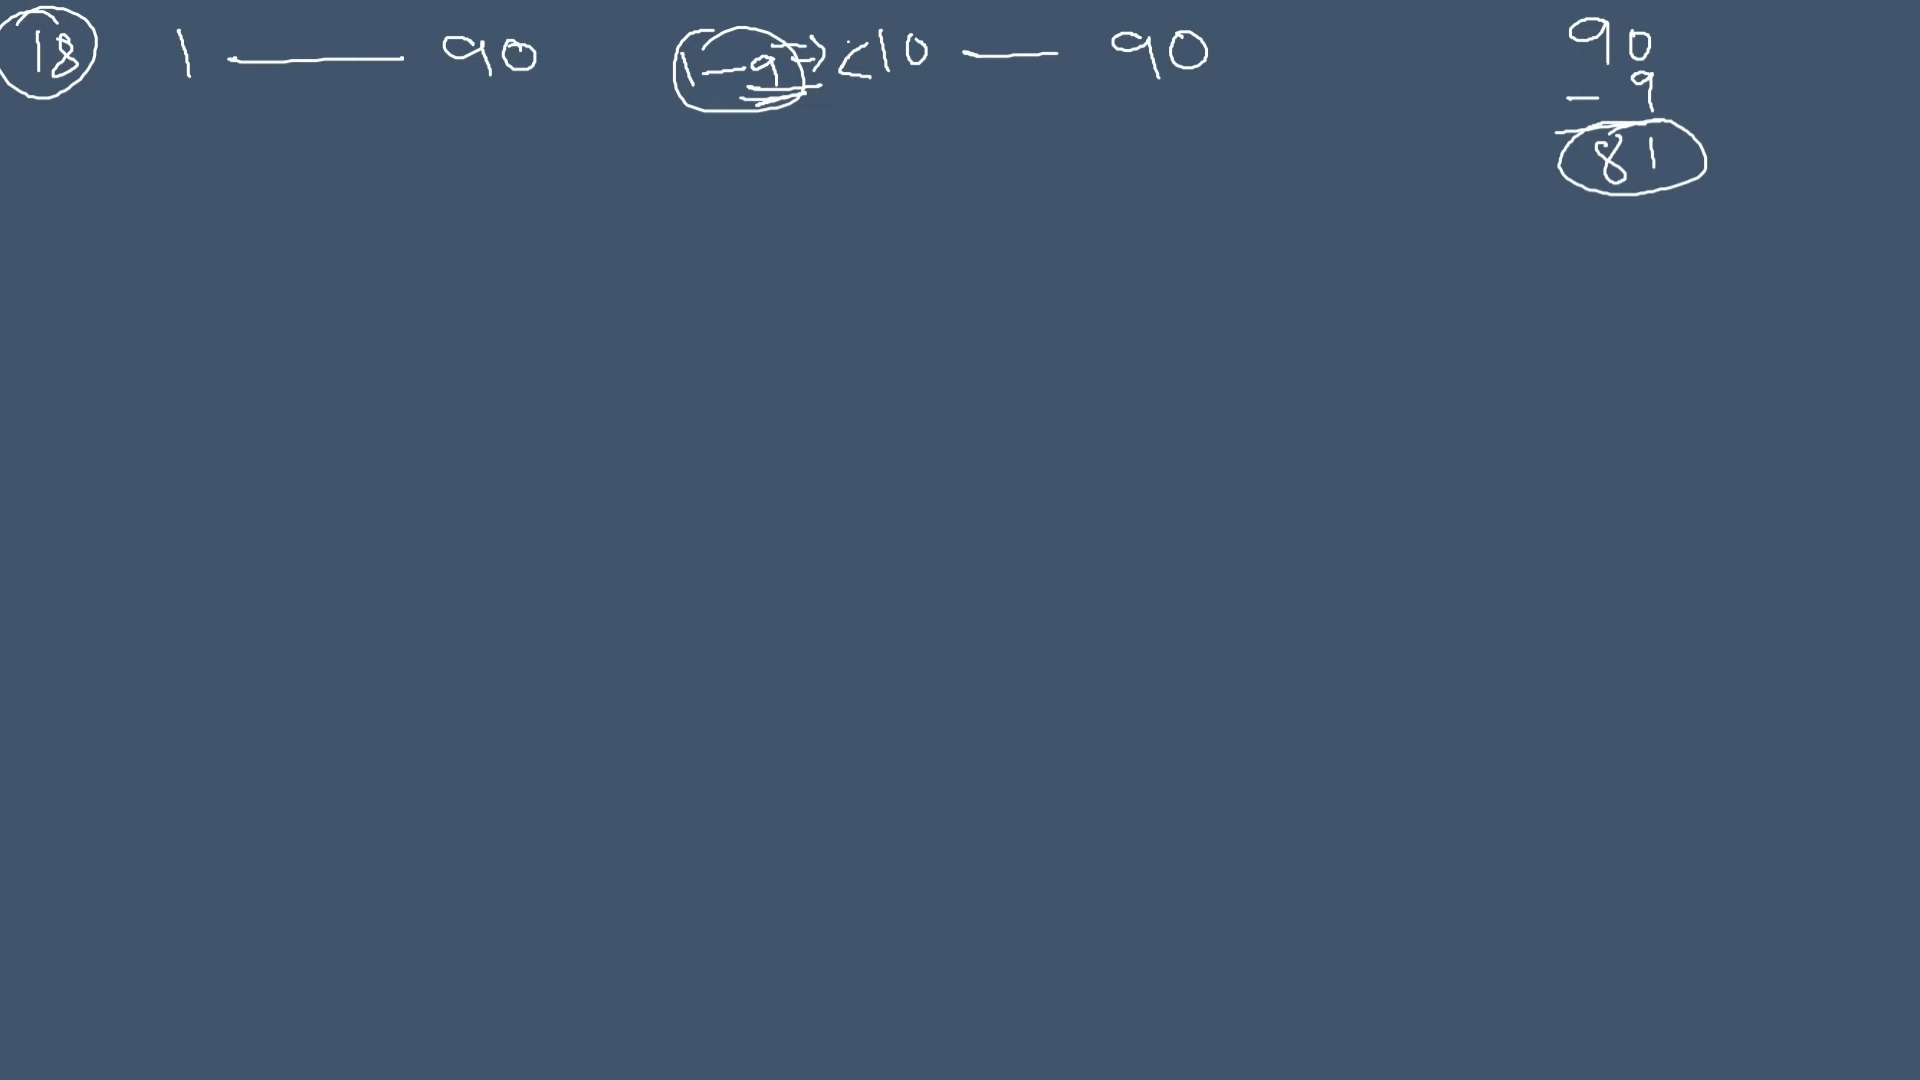 18 1 — 90 1 — 9 => <10 — 90
90
- 9
81